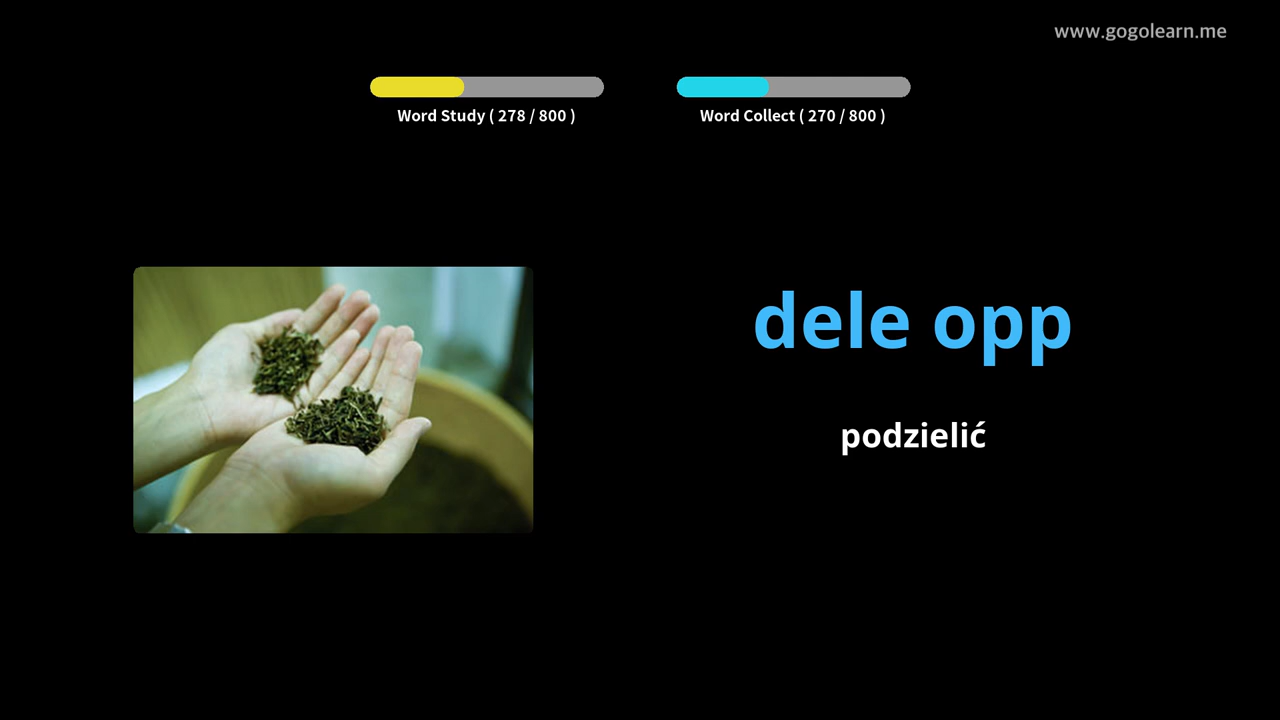 www.gogolearn.me
Word Study ( 278 / 800 )
Word Collect ( 270 / 800 )
dele opp
podzielić